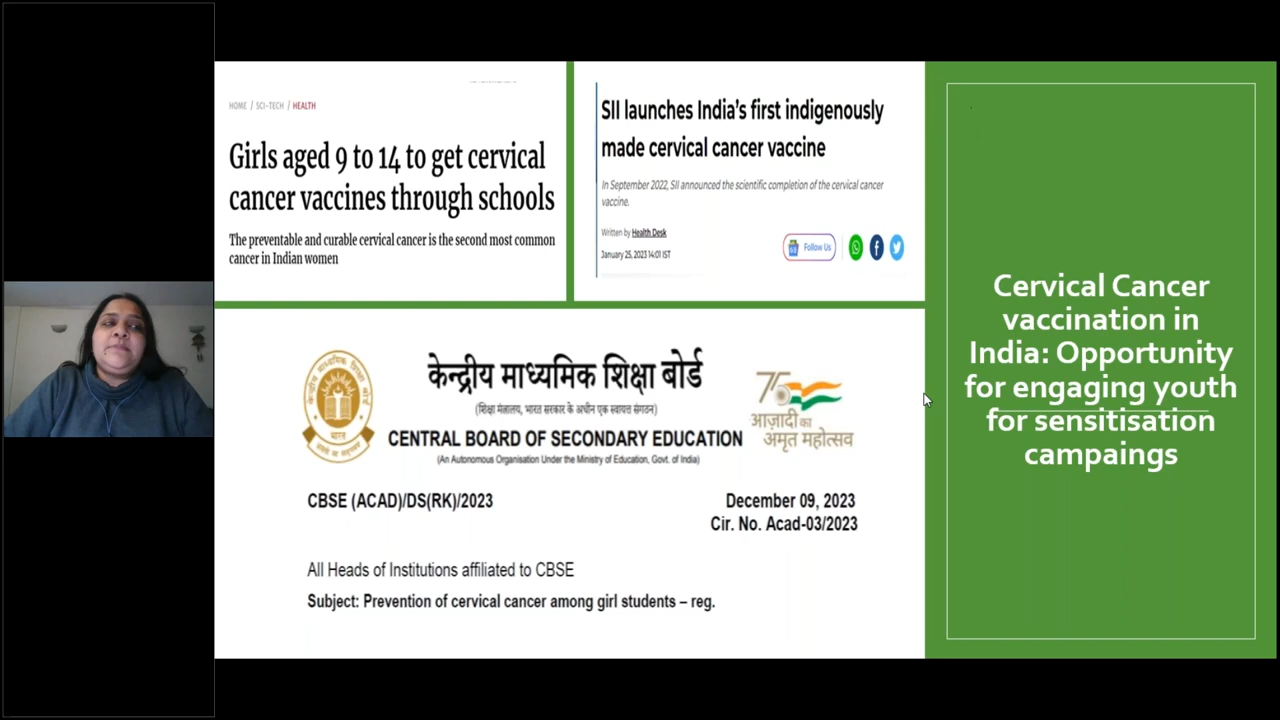 HOME / SCI-TECH / HEALTH
Girls aged 9 to 14 to get cervical
cancer vaccines through schools
The preventable and curable cervical cancer is the second most common
cancer in Indian women
SII launches India's first indigenously
made cervical cancer vaccine
In September 2022, SII announced the scientific completion of the cervical cancer
vaccine.
Written by Health Desk
January 25, 2023 14:01 IST
Follow Us
केन्द्रीय माध्यमिक शिक्षा बोर्ड
(शिक्षा मंत्रालय, भारत सरकार के अधीन एक स्वायत्त संगठन)
CENTRAL BOARD OF SECONDARY EDUCATION
(An Autonomous Organisation Under the Ministry of Education, Govt. of India)
75
आज़ादी का
अमृत महोत्सव
CBSE (ACAD)/DS(RK)/2023
December 09, 2023
Cir. No. Acad-03/2023
All Heads of Institutions affiliated to CBSE
Subject: Prevention of cervical cancer among girl students – reg.
Cervical Cancer
vaccination in
India: Opportunity
for engaging youth
for sensitisation
campaings